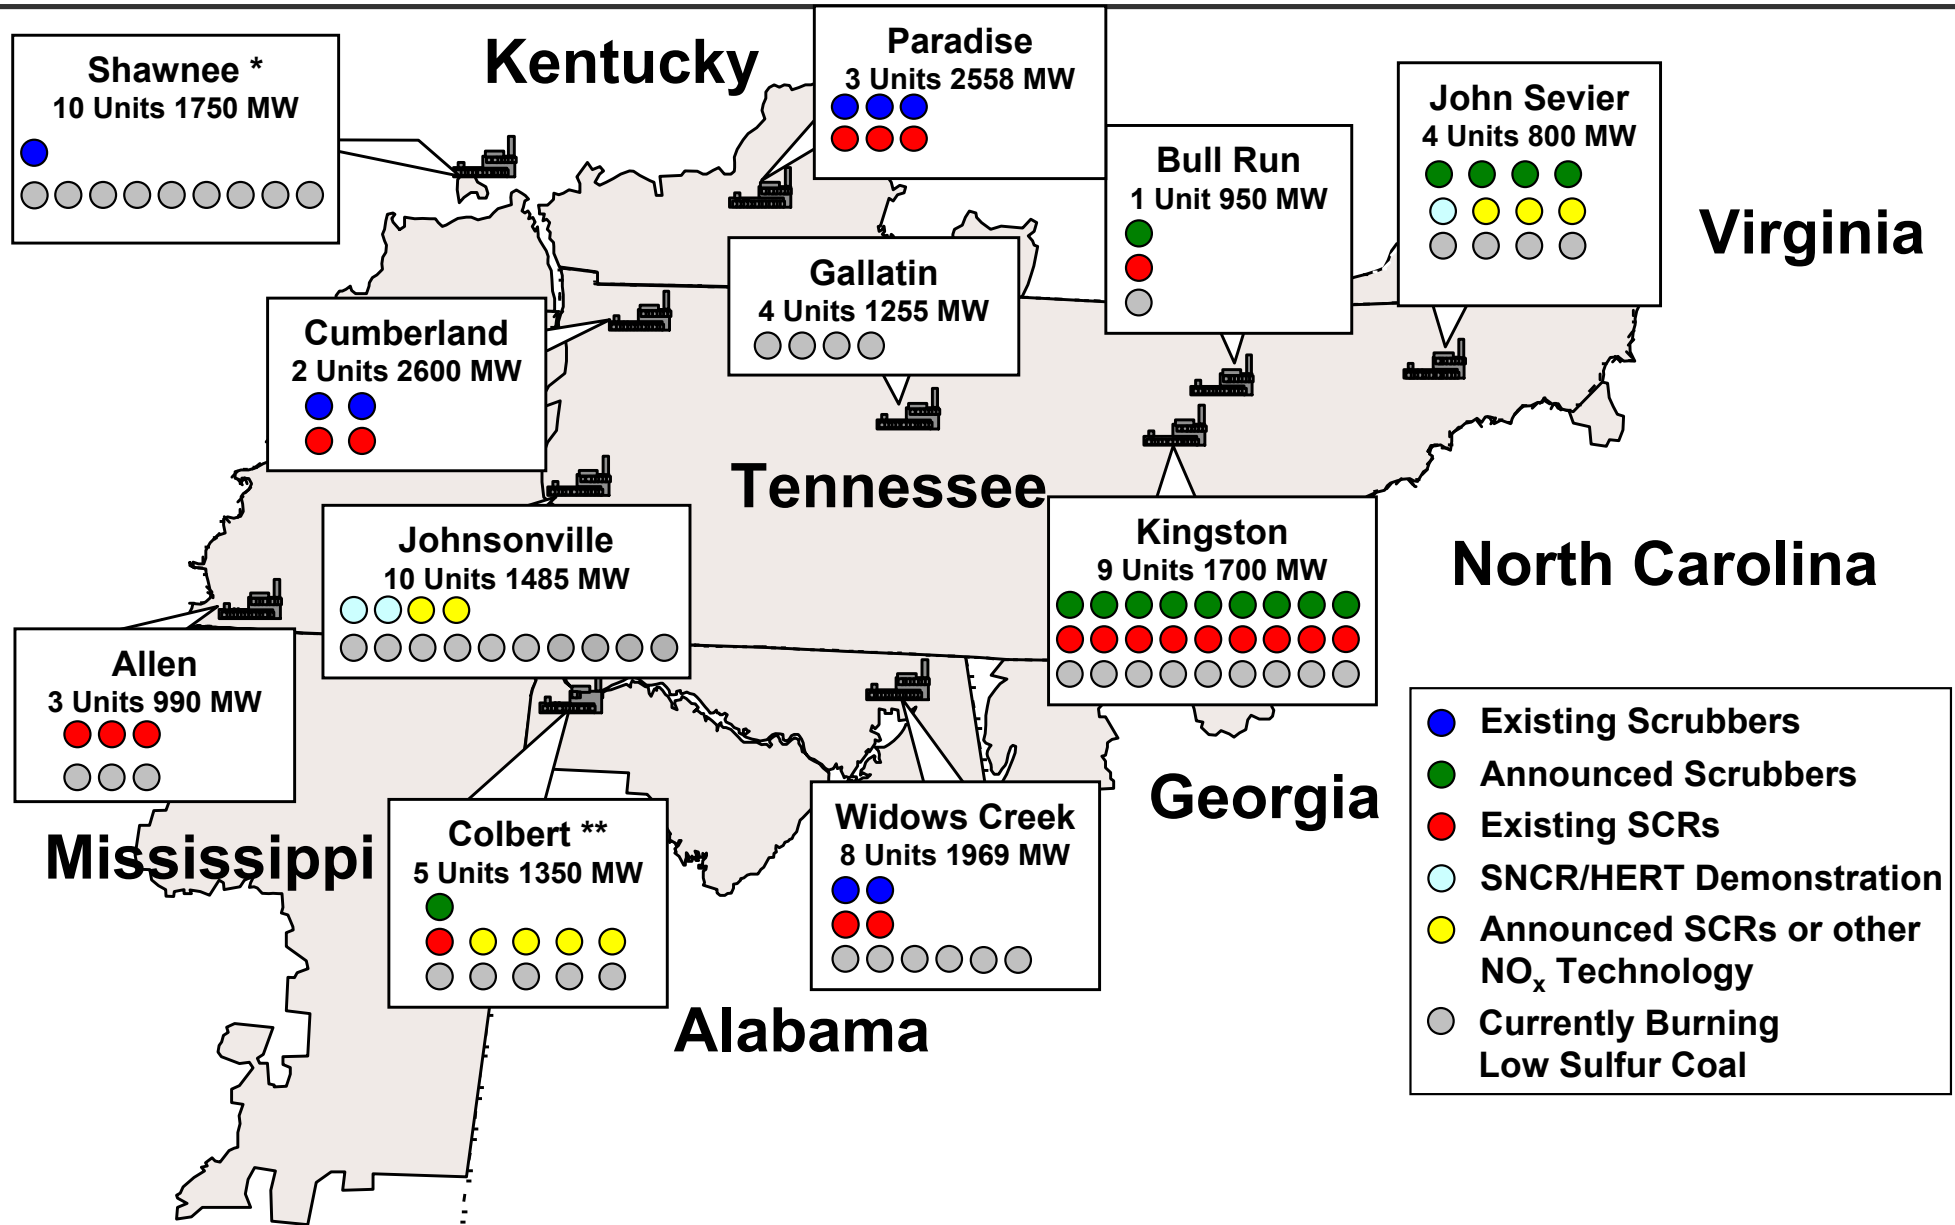 Kentucky
Shawnee *
10 Units 1750 MW
Paradise
3 Units 2558 MW
John Sevier
4 Units 800 MW
Bull Run
1 Unit 950 MW
Virginia
Gallatin
4 Units 1255 MW
Cumberland
2 Units 2600 MW
Tennessee
Johnsonville
10 Units 1485 MW
Kingston
9 Units 1700 MW
North Carolina
Allen
3 Units 990 MW
Mississippi
Colbert **
5 Units 1350 MW
Widows Creek
8 Units 1969 MW
Georgia
Alabama
Existing Scrubbers
Announced Scrubbers
Existing SCRs
SNCR/HERT Demonstration
Announced SCRs or other
NOx Technology
Currently Burning
Low Sulfur Coal